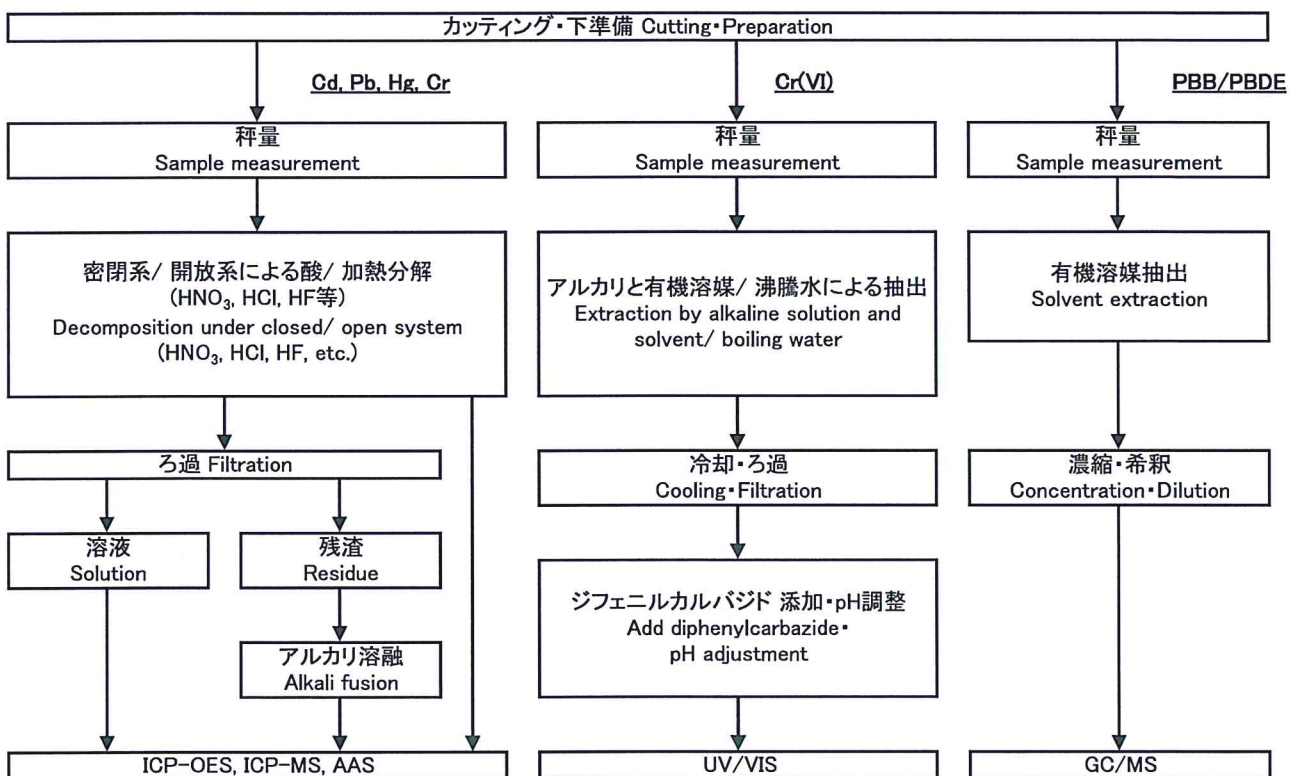 カッティング・下準備 Cutting・Preparation
Cd, Pb, Hg, Cr
Cr(VI)
PBB/PBDE
秤量
Sample measurement
秤量
Sample measurement
秤量
Sample measurement
密閉系/ 開放系による酸/ 加熱分解
(HNO₃, HCl, HF等)
Decomposition under closed/ open system
(HNO₃, HCl, HF, etc.)
アルカリと有機溶媒/ 沸騰水による抽出
Extraction by alkaline solution and
solvent/ boiling water
有機溶媒抽出
Solvent extraction
ろ過 Filtration
冷却・ろ過
Cooling・Filtration
濃縮・希釈
Concentration・Dilution
溶液
Solution
残渣
Residue
アルカリ溶融
Alkali fusion
ジフェニルカルバジド 添加・pH調整
Add diphenylcarbazide・
pH adjustment
ICP-OES, ICP-MS, AAS
UV/VIS
GC/MS